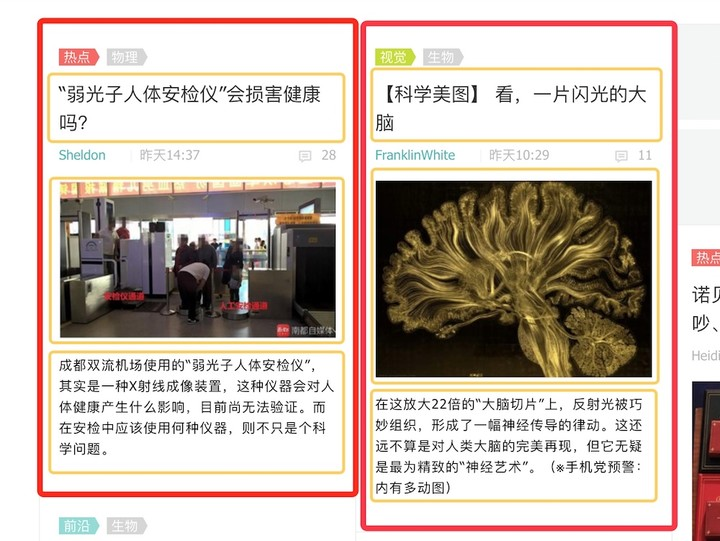 热点 物理
“弱光子人体安检仪”会损害健康
吗？
Sheldon 昨天14:37 28
安检仪通道
人工安检通道
南都自媒体
成都双流机场使用的“弱光子人体安检仪”，
其实是一种X射线成像装置，这种仪器会对人
体健康产生什么影响，目前尚无法验证。而
在安检中应该使用何种仪器，则不只是个科
学问题。
前沿 生物
视觉 生物
【科学美图】 看，一片闪光的大
脑
FranklinWhite 昨天10:29 11
在这放大22倍的“大脑切片”上，反射光被巧
妙组织，形成了一幅神经传导的律动。这还
远不算是对人类大脑的完美再现，但它无疑
是最为精致的“神经艺术”。（※手机党预警：
内有多动图）
热点
诺贝
吵、
Heidi